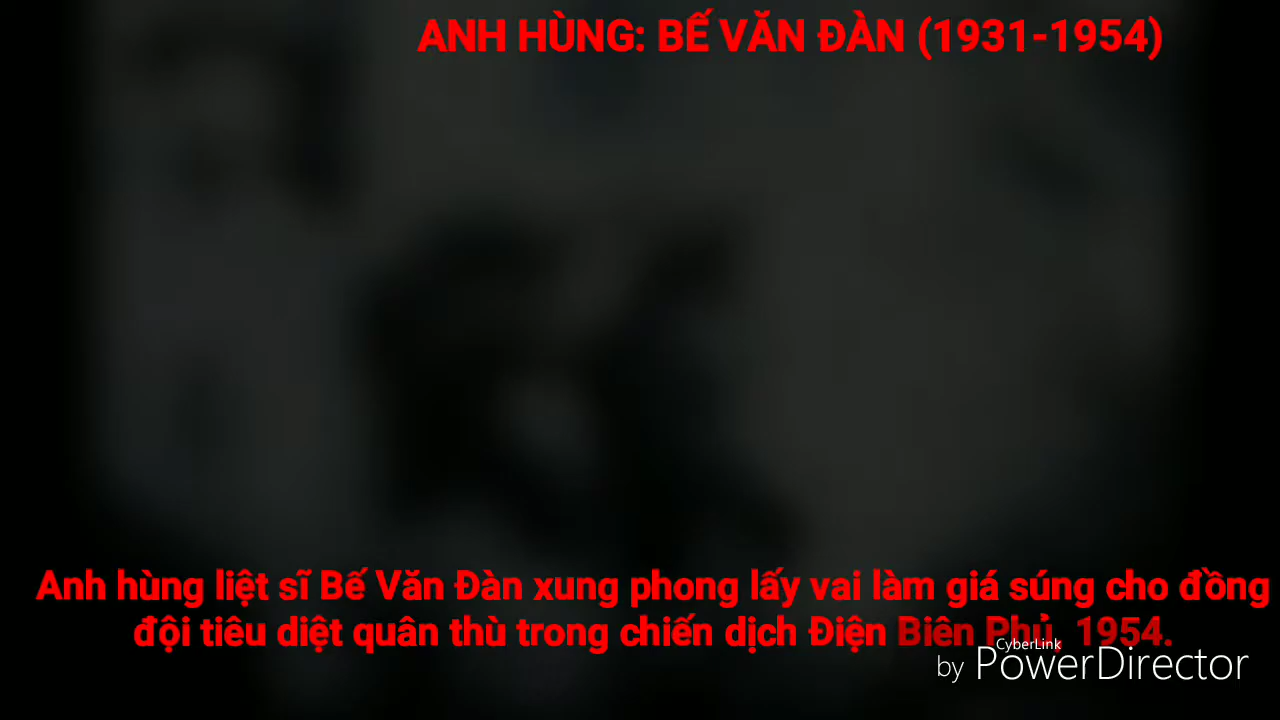 ANH HÙNG: BẾ VĂN ĐÀN (1931-1954)
Anh hùng liệt sĩ Bế Văn Đàn xung phong lấy vai làm giá súng cho đồng
đội tiêu diệt quân thù trong chiến dịch Điện Biên Phủ, 1954.
CyberLink
by PowerDirector